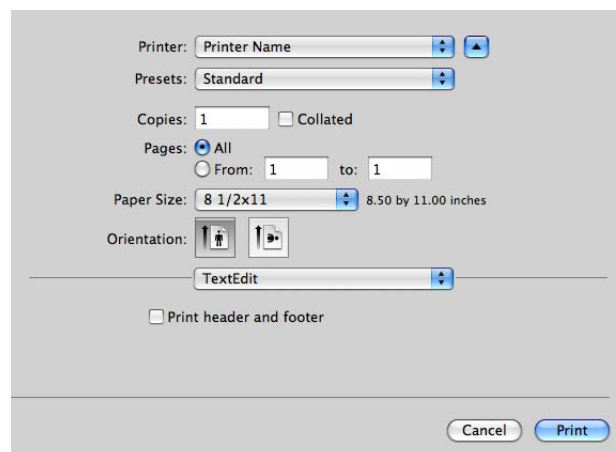 Printer: Printer Name
Presets: Standard
Copies: 1 Collated
Pages: All
From: 1 to: 1
Paper Size: 8 1/2x11 8.50 by 11.00 inches
Orientation:
TextEdit
Print header and footer
Cancel Print